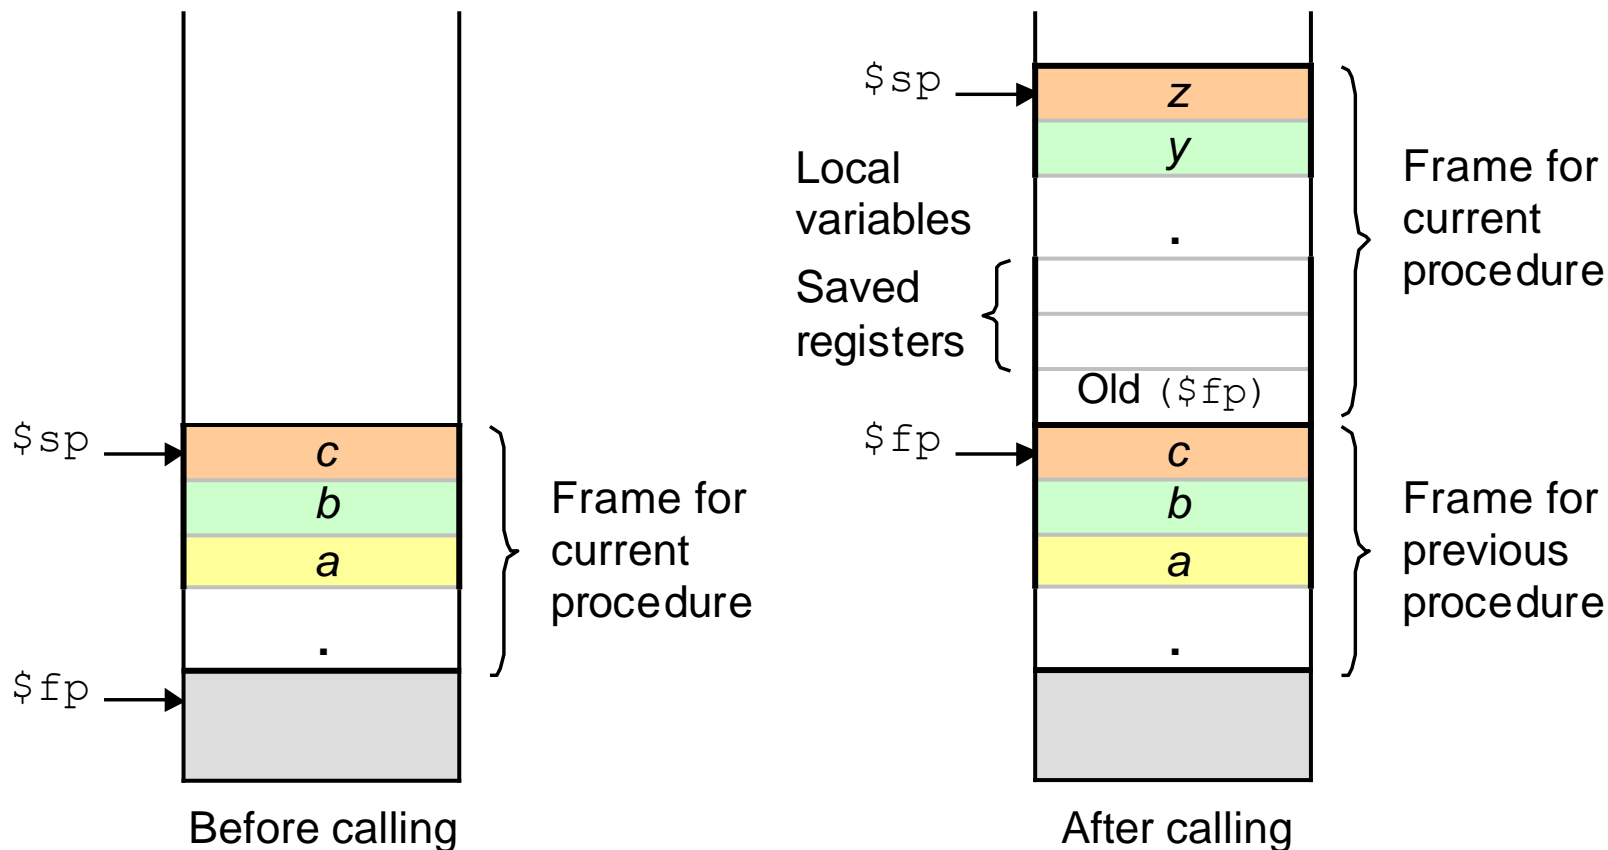 $sp
c
b
a
.
$fp
Frame for
current
procedure
Before calling
$sp
z
y
.
Local
variables
Saved
registers
Old ($fp)
$fp
c
b
a
.
Frame for
current
procedure
Frame for
previous
procedure
After calling